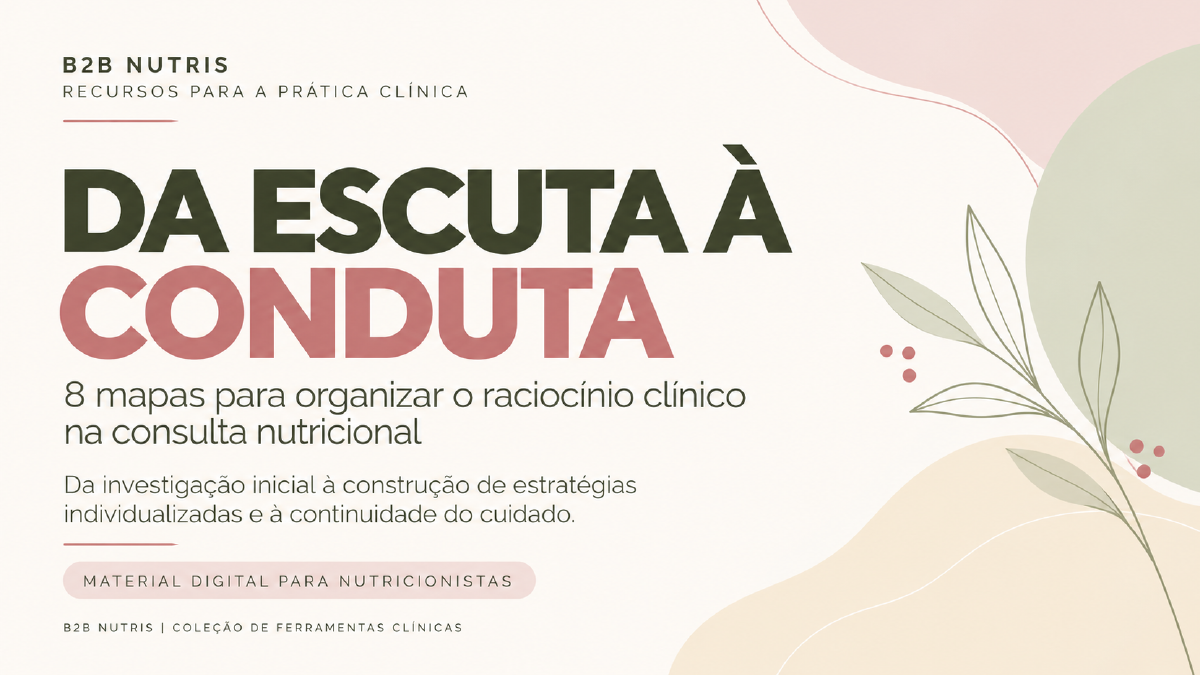 B2B NUTRIS
RECURSOS PARA A PRÁTICA CLÍNICA
DA ESCUTA À
CONDUTA
8 mapas para organizar o raciocínio clínico
na consulta nutricional
Da investigação inicial à construção de estratégias
individualizadas e à continuidade do cuidado.
MATERIAL DIGITAL PARA NUTRICIONISTAS
B2B NUTRIS | COLEÇÃO DE FERRAMENTAS CLÍNICAS